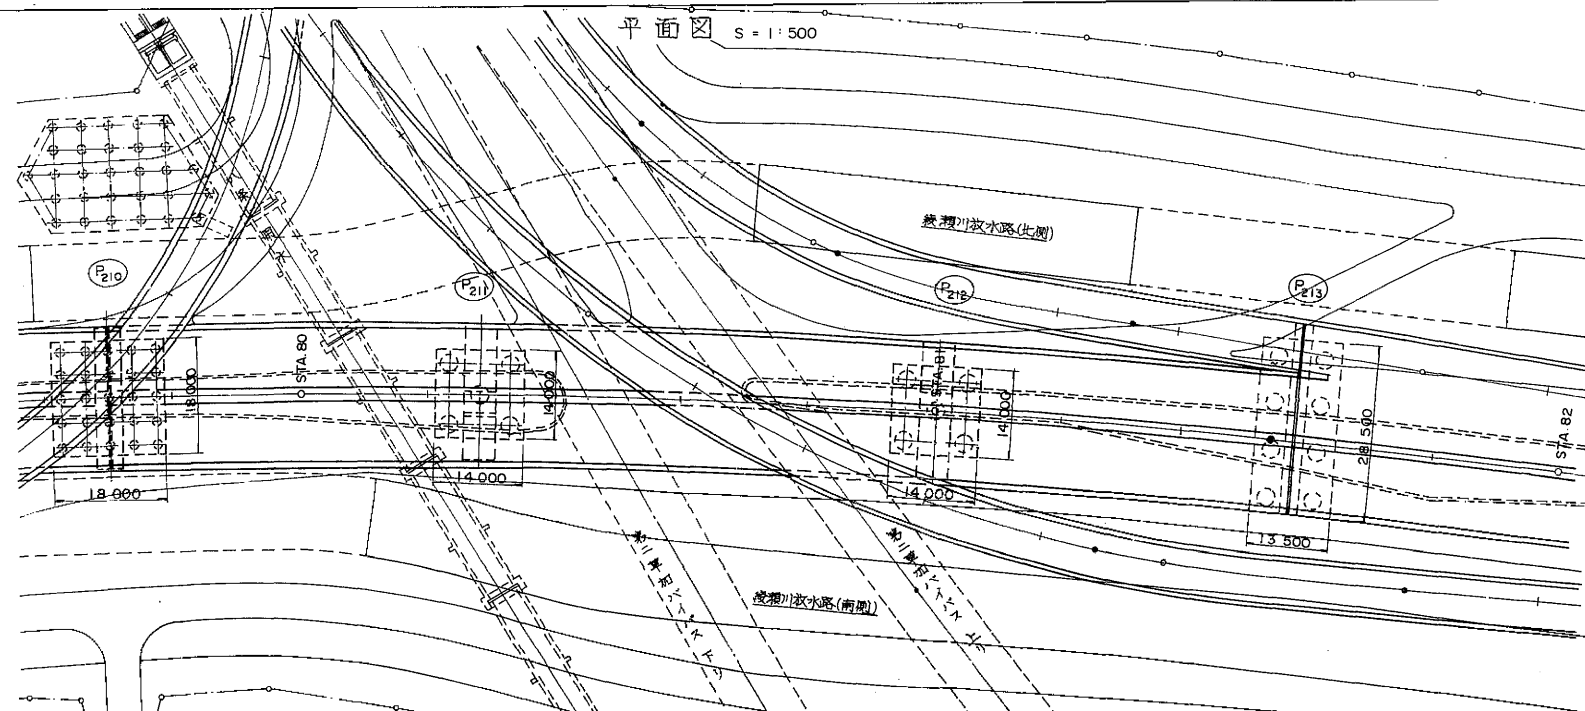 平面図 S = 1:500
綾瀬川放水路(北側)
P210
P211
P212
P213
STA.80
STA.81
STA.82
18 000
14 000
14 000
28 500
18 000
14 000
14 000
13 500
第二草加バイパス 下り
第二草加バイパス 上り
綾瀬川放水路(南側)